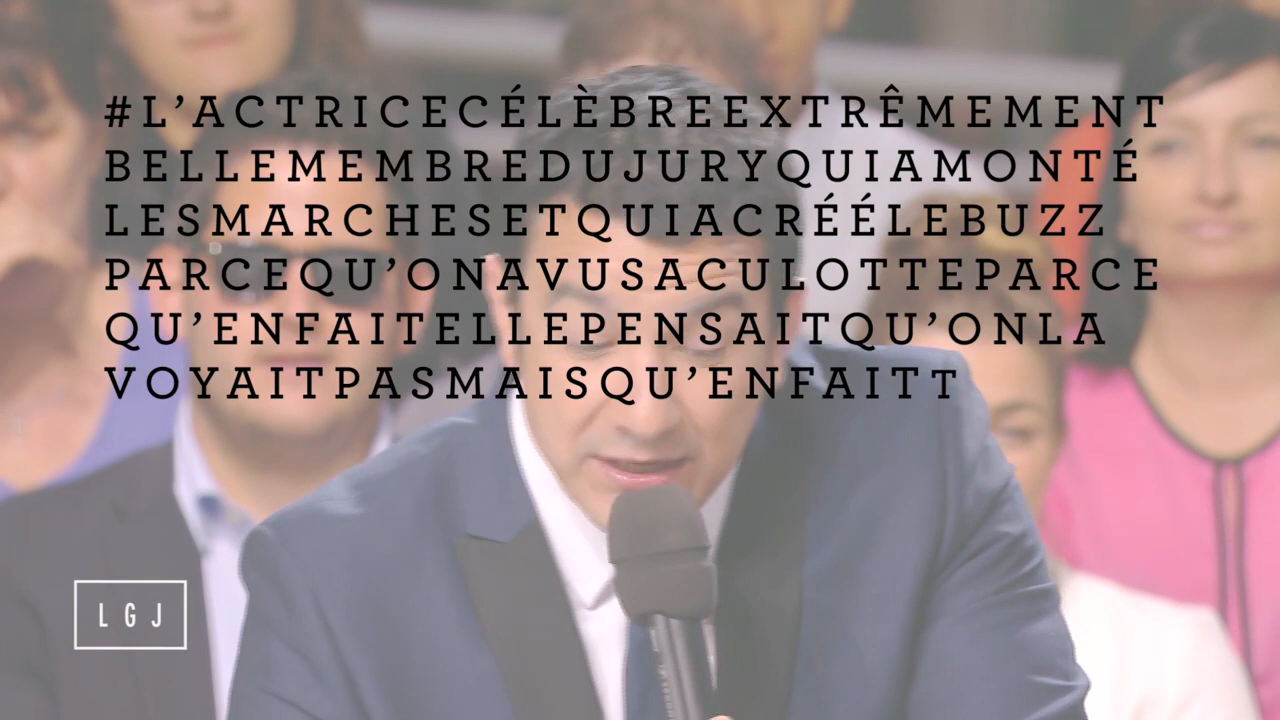 #L’ACTRICECÉLÈBREEXTRÊMEMENT
BELLEMEMBREDUJURYQUIAMONTÉ
LESMARCHESETQUIACRÉÉLEBUZZ
PARCEQU’ONAVUSACULOTTEPARCE
QU’ENFAITELLEPENSAITQU’ONLA
VOYAITPASMAISQU’ENFAITT
LGJ